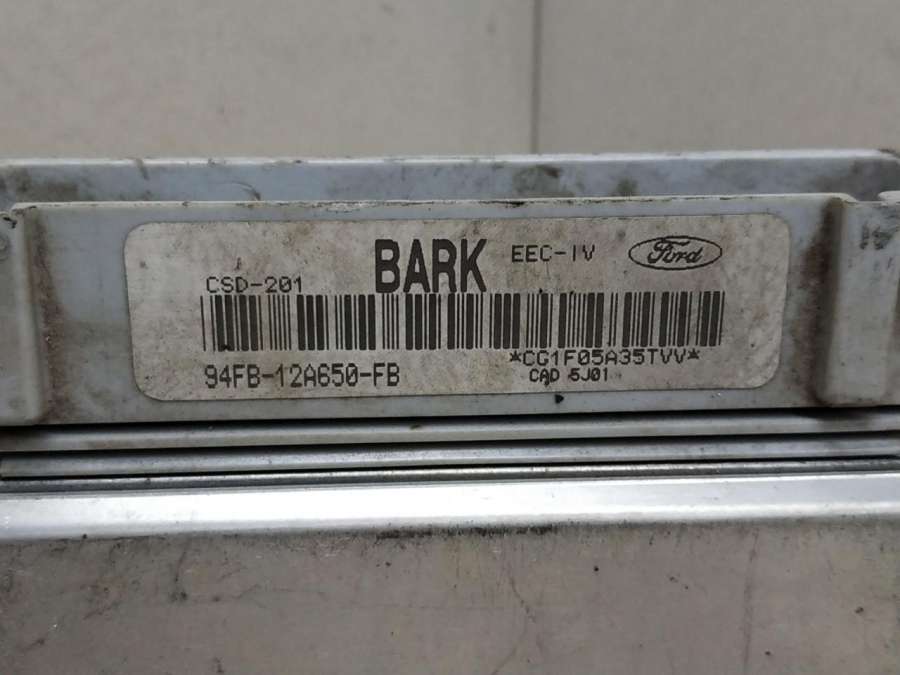 BARK EEC-IV Ford
CSD-201
94FB-12A650-FB *CG1F05A35TVV*
CAD 5J01